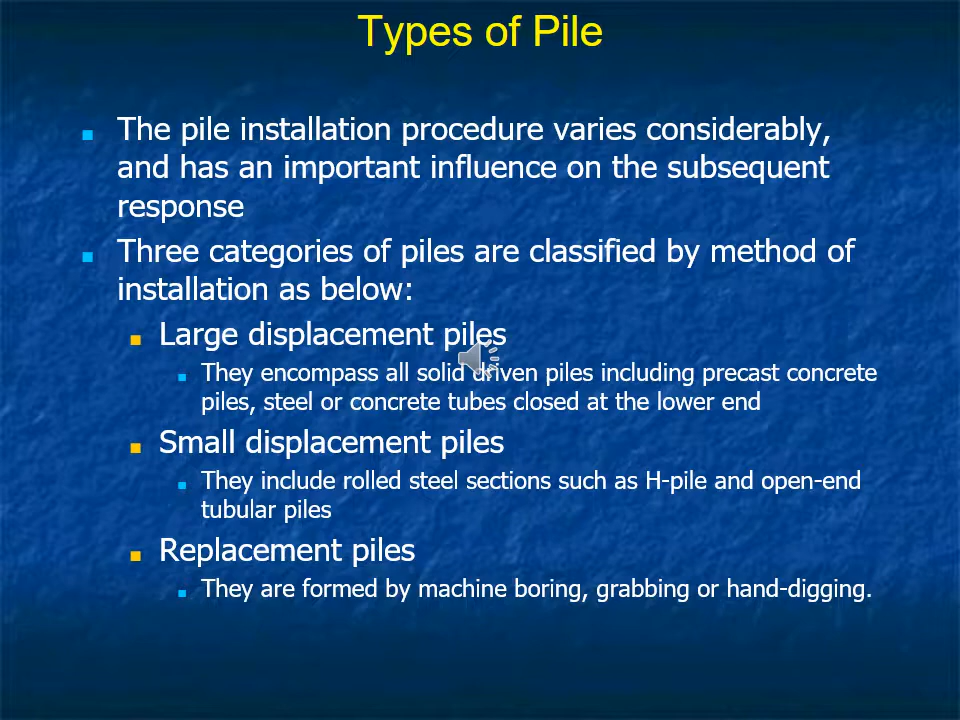 Types of Pile
The pile installation procedure varies considerably,
and has an important influence on the subsequent
response
Three categories of piles are classified by method of
installation as below:
Large displacement piles
They encompass all solid driven piles including precast concrete
piles, steel or concrete tubes closed at the lower end
Small displacement piles
They include rolled steel sections such as H-pile and open-end
tubular piles
Replacement piles
They are formed by machine boring, grabbing or hand-digging.